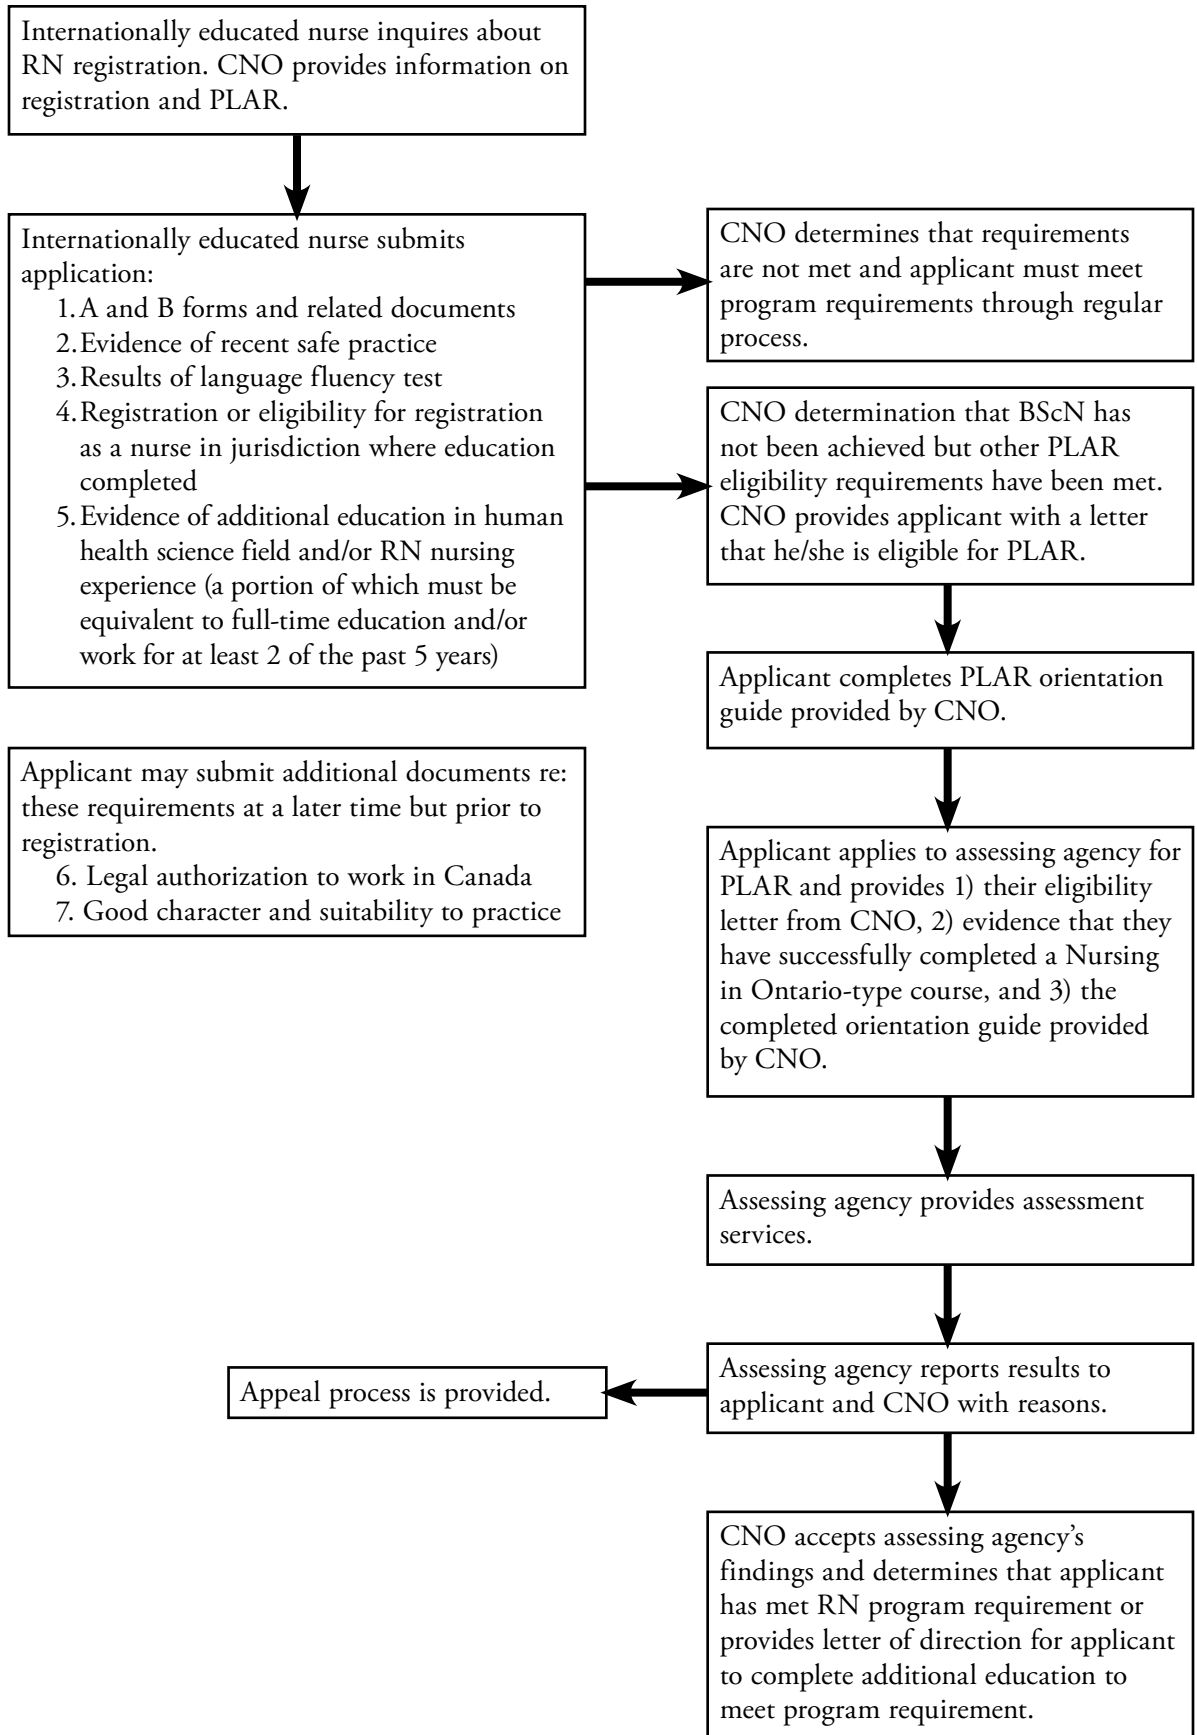 Internationally educated nurse inquires about
RN registration. CNO provides information on
registration and PLAR.
Internationally educated nurse submits
application:
1. A and B forms and related documents
2. Evidence of recent safe practice
3. Results of language fluency test
4. Registration or eligibility for registration
as a nurse in jurisdiction where education
completed
5. Evidence of additional education in human
health science field and/or RN nursing
experience (a portion of which must be
equivalent to full-time education and/or
work for at least 2 of the past 5 years)
Applicant may submit additional documents re:
these requirements at a later time but prior to
registration.
6. Legal authorization to work in Canada
7. Good character and suitability to practice
CNO determines that requirements
are not met and applicant must meet
program requirements through regular
process.
CNO determination that BScN has
not been achieved but other PLAR
eligibility requirements have been met.
CNO provides applicant with a letter
that he/she is eligible for PLAR.
Applicant completes PLAR orientation
guide provided by CNO.
Applicant applies to assessing agency for
PLAR and provides 1) their eligibility
letter from CNO, 2) evidence that they
have successfully completed a Nursing
in Ontario-type course, and 3) the
completed orientation guide provided
by CNO.
Assessing agency provides assessment
services.
Assessing agency reports results to
applicant and CNO with reasons.
Appeal process is provided.
CNO accepts assessing agency’s
findings and determines that applicant
has met RN program requirement or
provides letter of direction for applicant
to complete additional education to
meet program requirement.